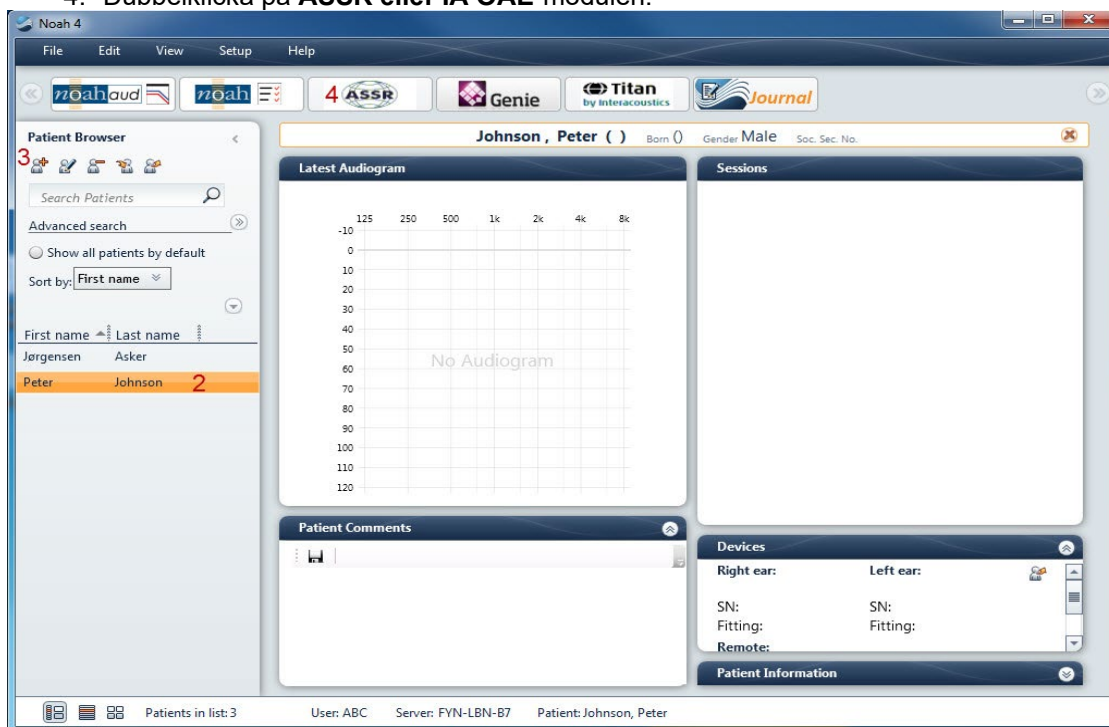 4. Dubbelklicka på ASSR eller IA OAE-modulen.
Noah 4
File Edit View Setup Help
noah aud noah 4 ASSR Genie Titan by Interacoustics Journal
Patient Browser
Johnson , Peter ( ) Born () Gender Male Soc. Sec. No.
3
Search Patients
Advanced search
Show all patients by default
Sort by: First name
First name Last name
Jørgensen Asker
Peter Johnson 2
Latest Audiogram
125 250 500 1k 2k 4k 8k
-10
0
10
20
30
40
50
60
No Audiogram
70
80
90
100
110
120
Sessions
Patient Comments
Devices
Right ear: Left ear:
SN: SN:
Fitting: Fitting:
Remote:
Patient Information
Patients in list: 3 User: ABC Server: FYN-LBN-B7 Patient: Johnson, Peter